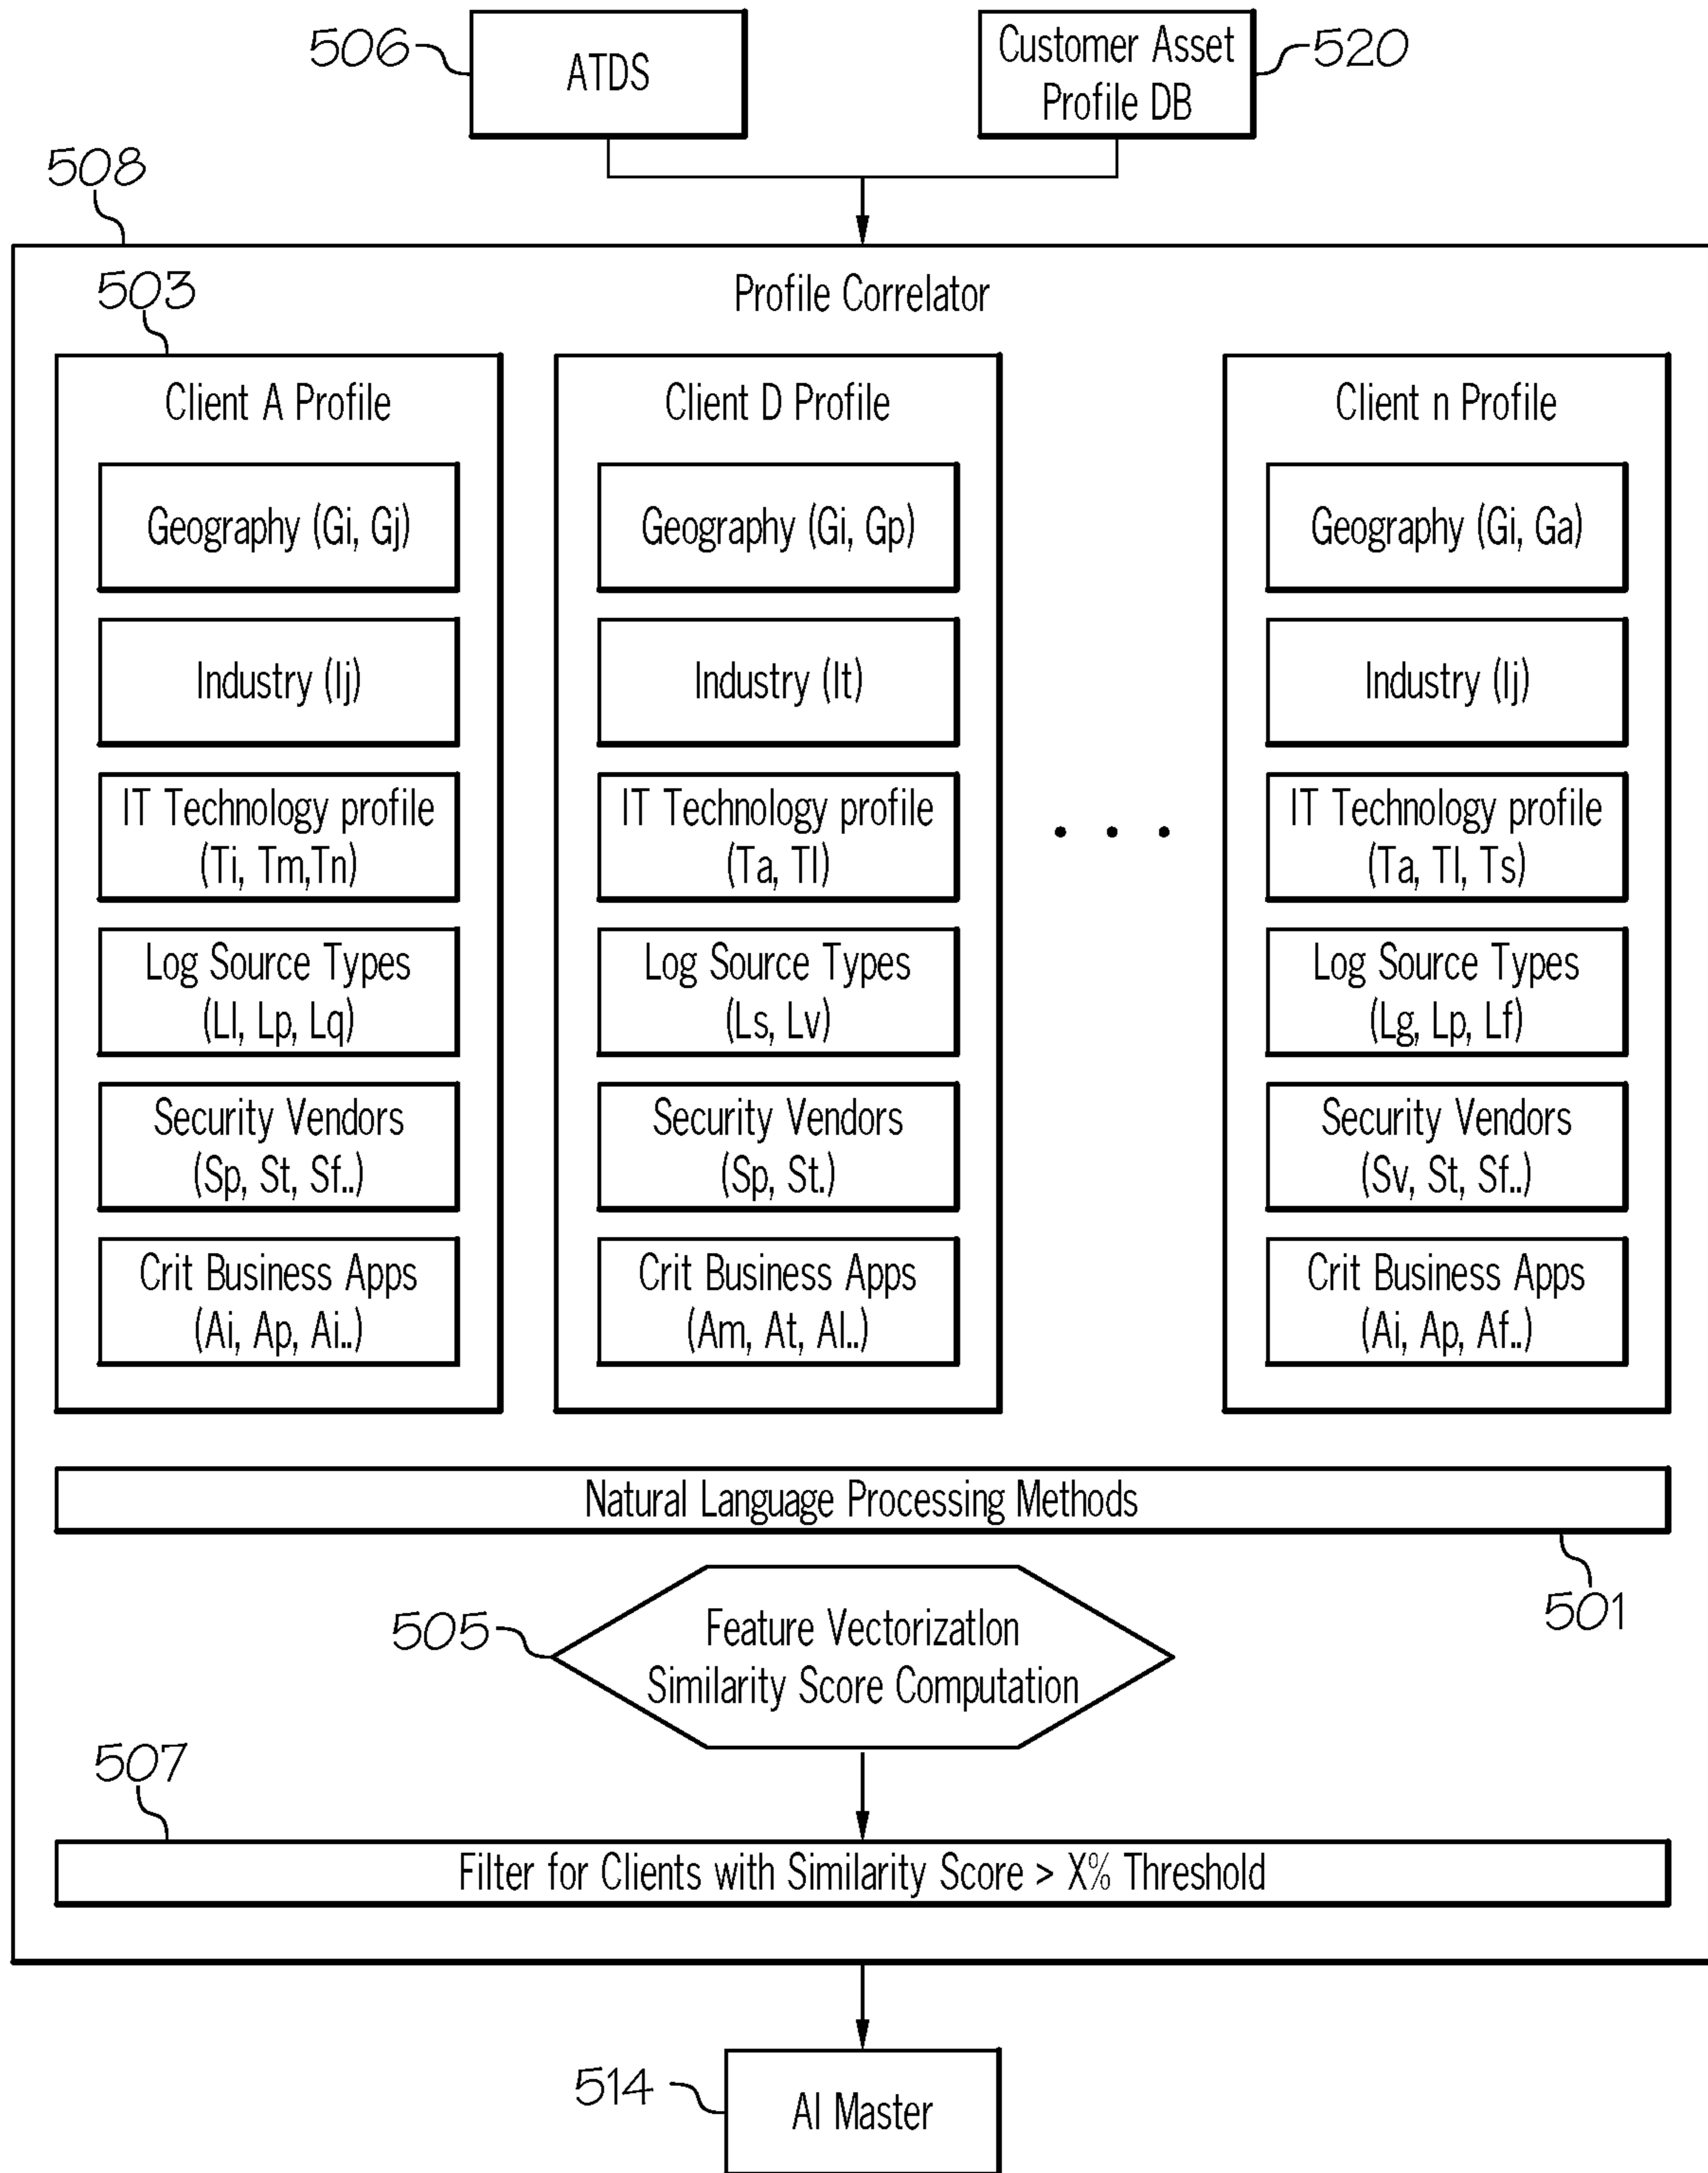 506
ATDS
Customer Asset
Profile DB
520
508
503
Profile Correlator
Client A Profile
Geography (Gi, Gj)
Industry (Ij)
IT Technology profile
(Ti, Tm,Tn)
Log Source Types
(Ll, Lp, Lq)
Security Vendors
(Sp, St, Sf..)
Crit Business Apps
(Ai, Ap, Ai..)
Client D Profile
Geography (Gi, Gp)
Industry (It)
IT Technology profile
(Ta, Tl)
Log Source Types
(Ls, Lv)
Security Vendors
(Sp, St.)
Crit Business Apps
(Am, At, Al..)
. . .
Client n Profile
Geography (Gi, Ga)
Industry (Ij)
IT Technology profile
(Ta, Tl, Ts)
Log Source Types
(Lg, Lp, Lf)
Security Vendors
(Sv, St, Sf..)
Crit Business Apps
(Ai, Ap, Af..)
Natural Language Processing Methods
501
505
Feature VectorizatIon
Similarity Score Computation
507
Filter for Clients with Similarity Score > X% Threshold
514
AI Master